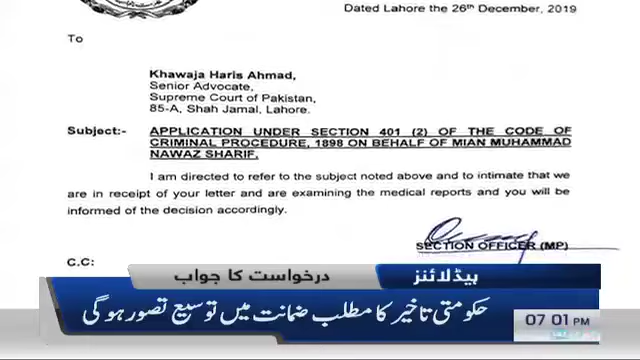 Dated Lahore the 26th December, 2019
To
Khawaja Haris Ahmad,
Senior Advocate,
Supreme Court of Pakistan,
85-A, Shah Jamal, Lahore.
Subject:- APPLICATION UNDER SECTION 401 (2) OF THE CODE OF
CRIMINAL PROCEDURE, 1898 ON BEHALF OF MIAN MUHAMMAD
NAWAZ SHARIF,
I am directed to refer to the subject noted above and to intimate that we
are in receipt of your letter and are examining the medical reports and you will
be informed of the decision accordingly.
SECTION OFFICER (MP)
C.C:
ہیڈلائنز
درخواست کا جواب
حکومتی تاخیر کا مطلب ضمانت میں توسیع تصور ہوگی
07:01 PM